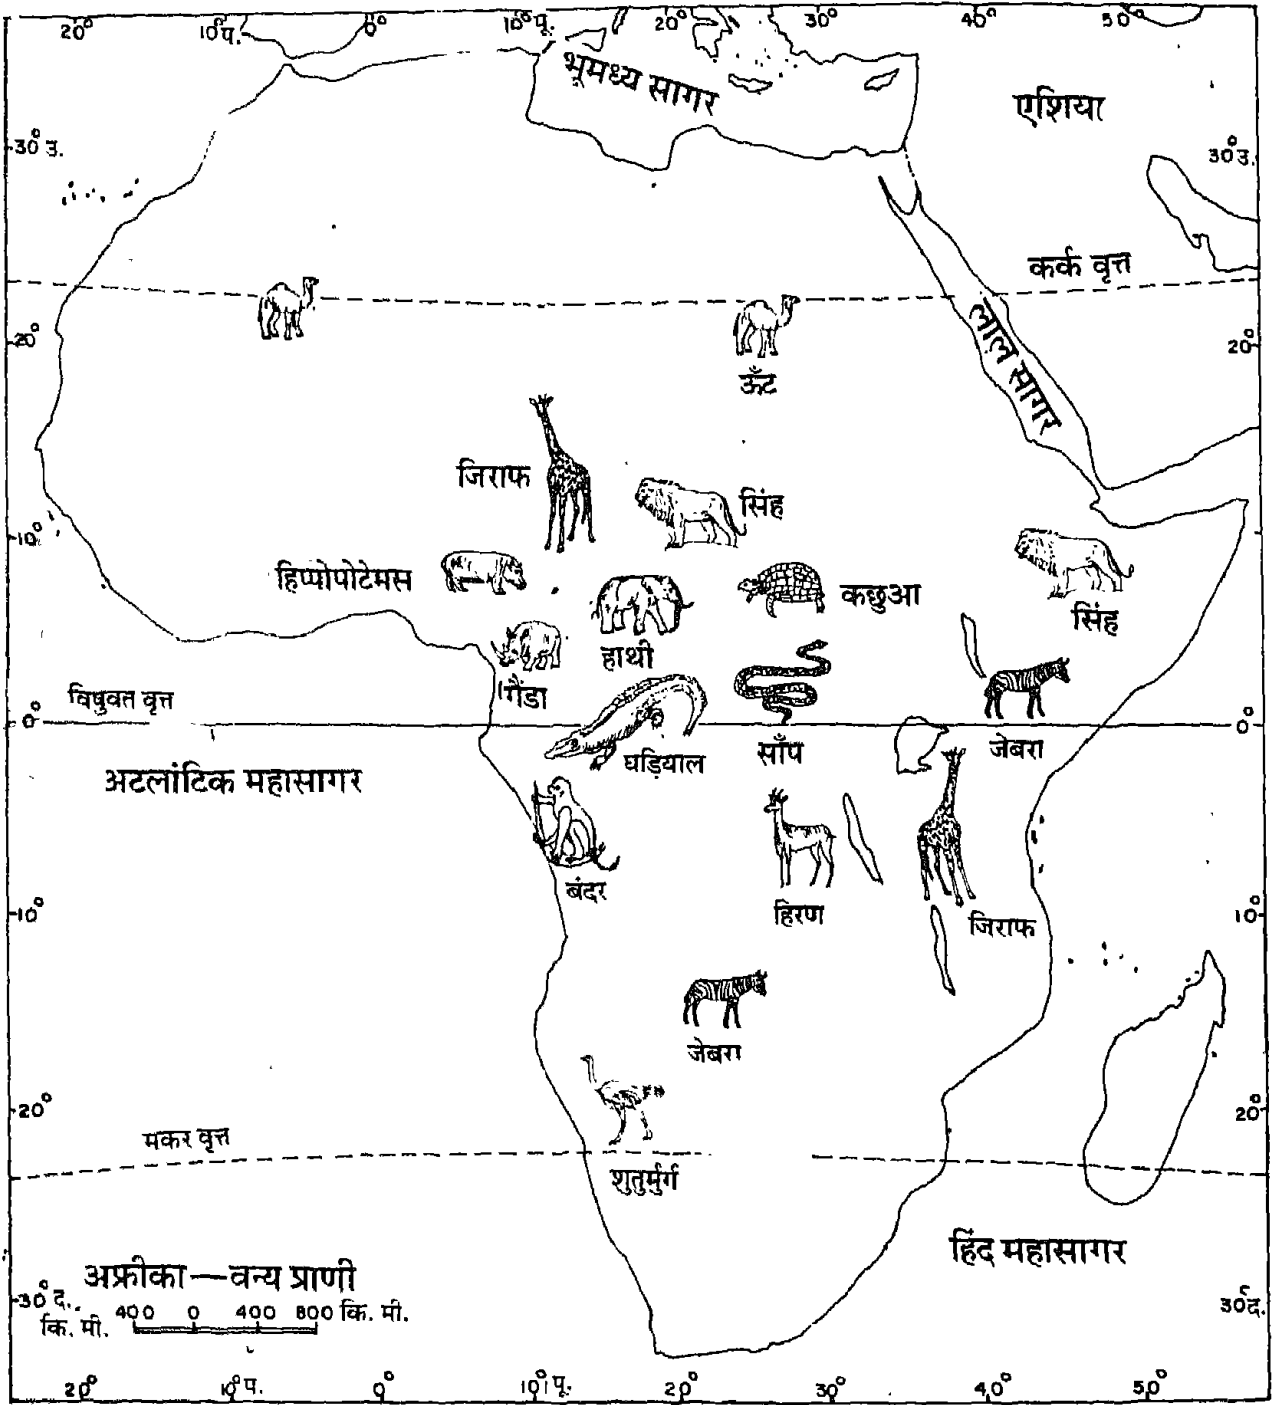 20° 10°प. 0° 10°पू. 20° 30° 40° 50°
भूमध्य सागर
एशिया
30°उ. 30°उ.
कर्क वृत्त
20° 20°
लाल सागर
ऊँट
जिराफ
सिंह
10°
हिप्पोपोटेमस
कछुआ
सिंह
हाथी
गैंडा
विषुवत वृत्त
0° 0°
घड़ियाल
साँप
जेबरा
अटलांटिक महासागर
बंदर
हिरण
जिराफ
10° 10°
जेबरा
20° 20°
मकर वृत्त
शुतुर्मुर्ग
हिंद महासागर
अफ्रीका—वन्य प्राणी
30°द. 30°द.
कि. मी. 400 0 400 800 कि. मी.
20° 10°प. 0° 10°पू. 20° 30° 40° 50°